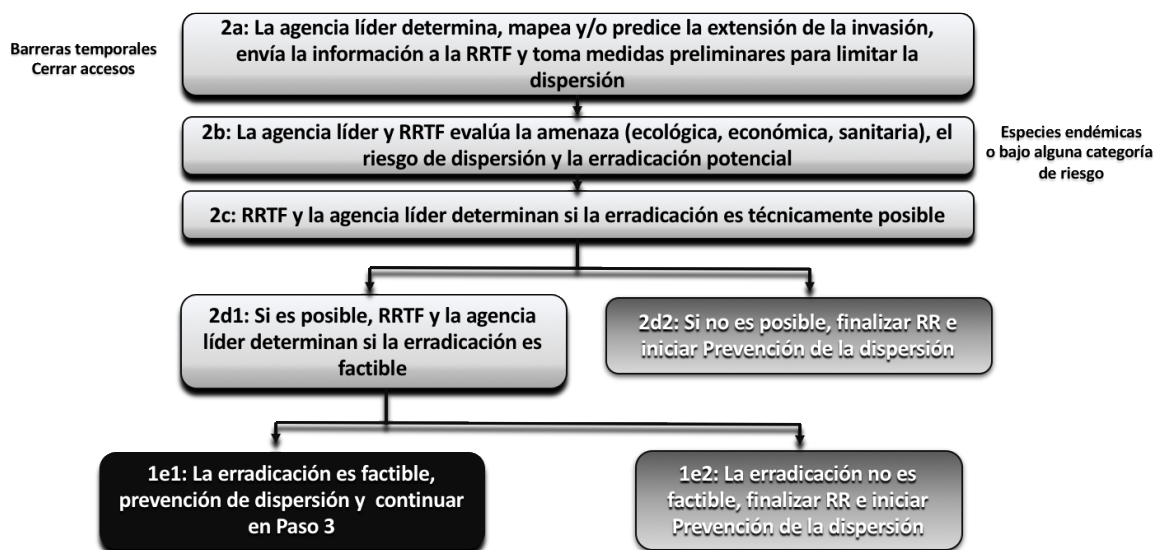 Barreras temporales
Cerrar accesos
2a: La agencia líder determina, mapea y/o predice la extensión de la invasión,
envía la información a la RRTF y toma medidas preliminares para limitar la
dispersión
2b: La agencia líder y RRTF evalúa la amenaza (ecológica, económica, sanitaria), el
riesgo de dispersión y la erradicación potencial
Especies endémicas
o bajo alguna categoría
de riesgo
2c: RRTF y la agencia líder determinan si la erradicación es técnicamente posible
2d1: Si es posible, RRTF y la agencia
líder determinan si la erradicación es
factible
2d2: Si no es posible, finalizar RR e
iniciar Prevención de la dispersión
1e1: La erradicación es factible,
prevención de dispersión y continuar
en Paso 3
1e2: La erradicación no es
factible, finalizar RR e iniciar
Prevención de la dispersión